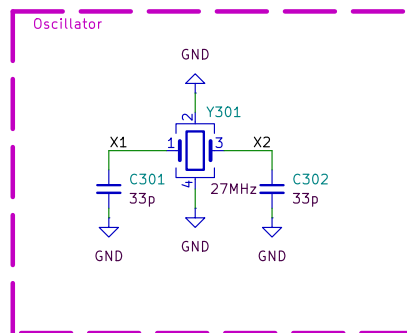 Oscillator
GND
Y301
2
X1
1
3
X2
C301
33p
4
27MHz
C302
33p
GND
GND
GND